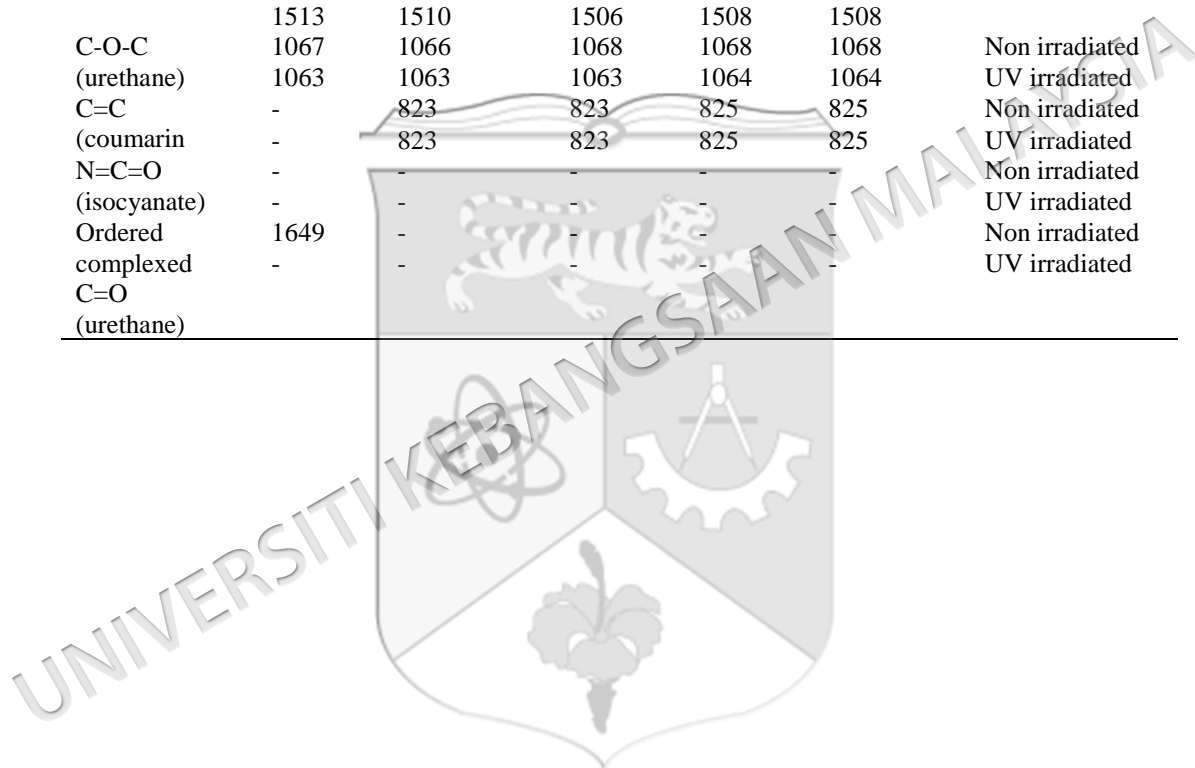 1513 1510 1506 1508 1508
C-O-C 1067 1066 1068 1068 1068 Non irradiated
(urethane) 1063 1063 1063 1064 1064 UV irradiated
C=C - 823 823 825 825 Non irradiated
(coumarin - 823 823 825 825 UV irradiated
N=C=O - - - - - Non irradiated
(isocyanate) - - - - - UV irradiated
Ordered 1649 - - - - Non irradiated
complexed - - - - - UV irradiated
C=O
(urethane)
UNIVERSITI KEBANGSAAN MALAYSIA